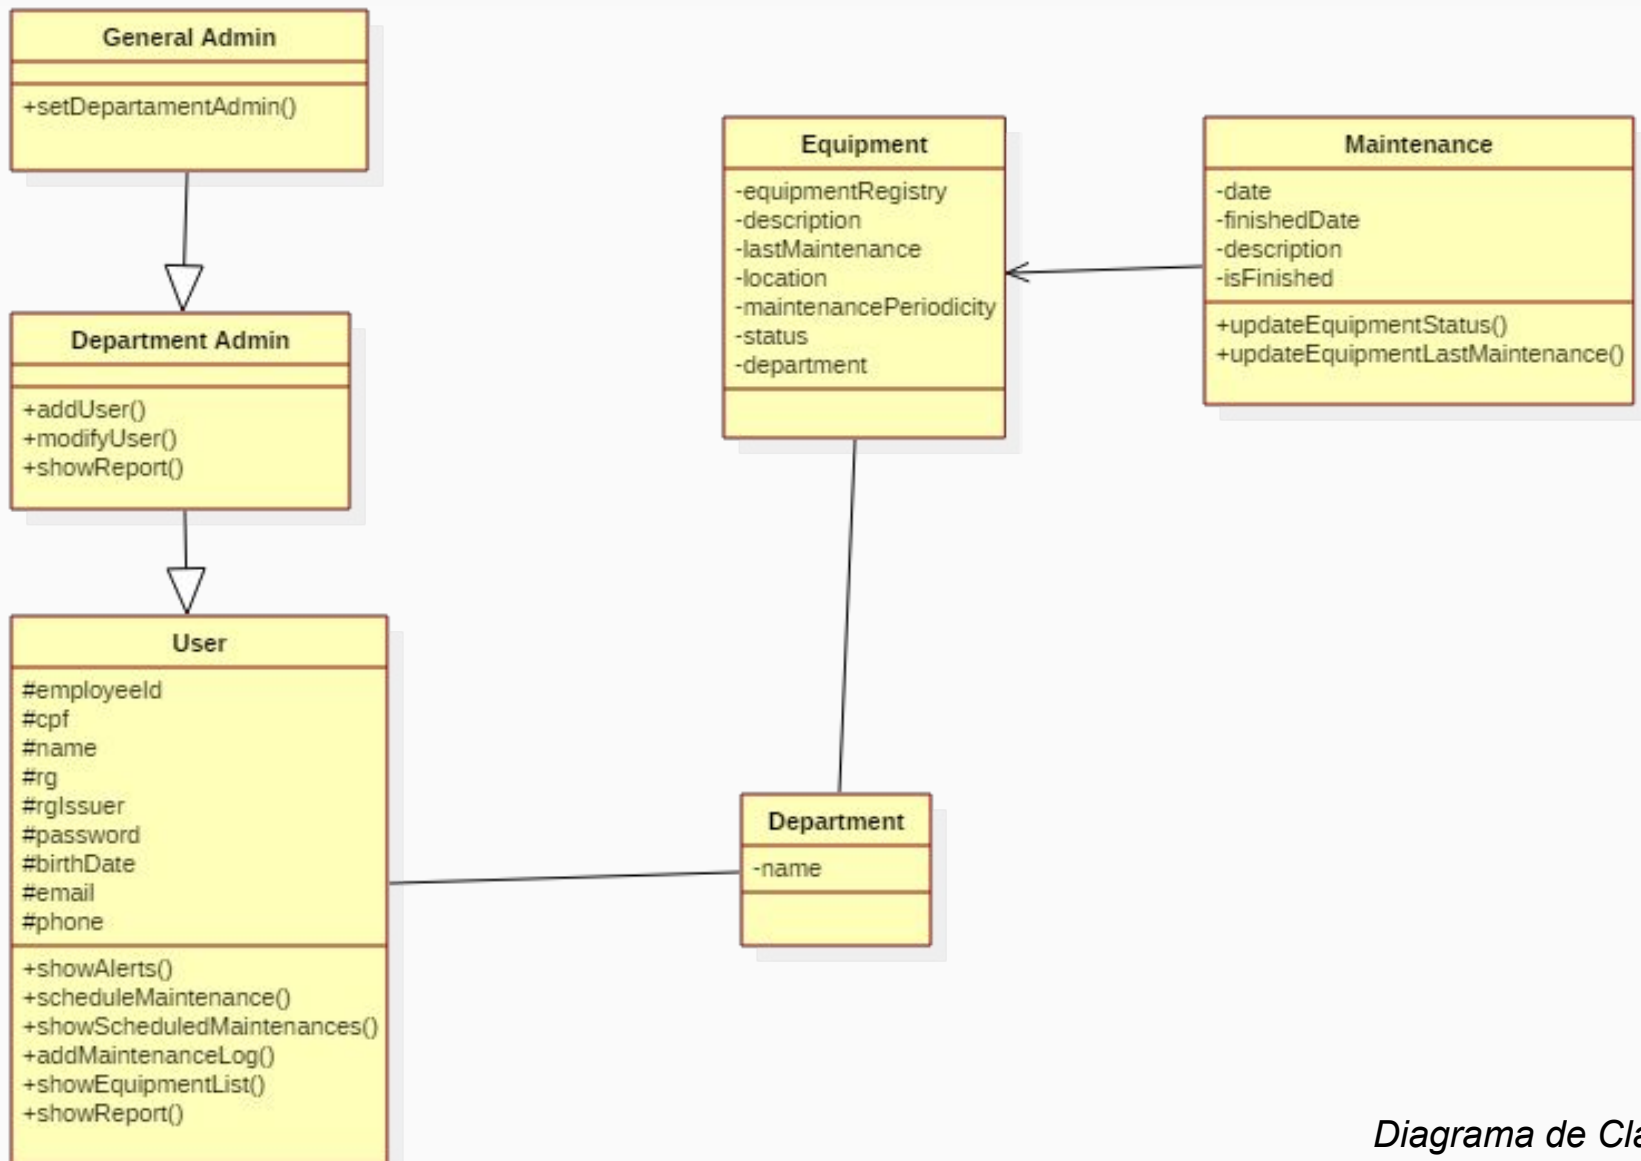 General Admin
+setDepartamentAdmin()
Department Admin
+addUser()
+modifyUser()
+showReport()
User
#employeeId
#cpf
#name
#rg
#rgIssuer
#password
#birthDate
#email
#phone
+showAlerts()
+scheduleMaintenance()
+showScheduledMaintenances()
+addMaintenanceLog()
+showEquipmentList()
+showReport()
Equipment
-equipmentRegistry
-description
-lastMaintenance
-location
-maintenancePeriodicity
-status
-department
Maintenance
-date
-finishedDate
-description
-isFinished
+updateEquipmentStatus()
+updateEquipmentLastMaintenance()
Department
-name
Diagrama de